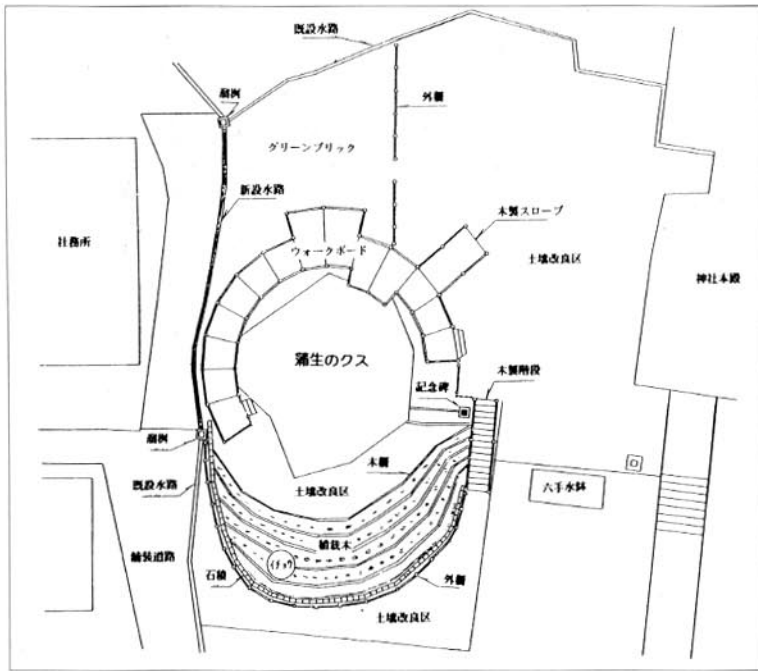 既設水路
溜桝
外柵
グリーンブリック
新設水路
木製スロープ
社務所
ウォークボード
土壌改良区
神社本殿
蒲生のクス
木製階段
記念碑
溜桝
木柵
既設水路
土壌改良区
六手水鉢
植栽木
舗装道路
イチョウ
石積
外柵
土壌改良区